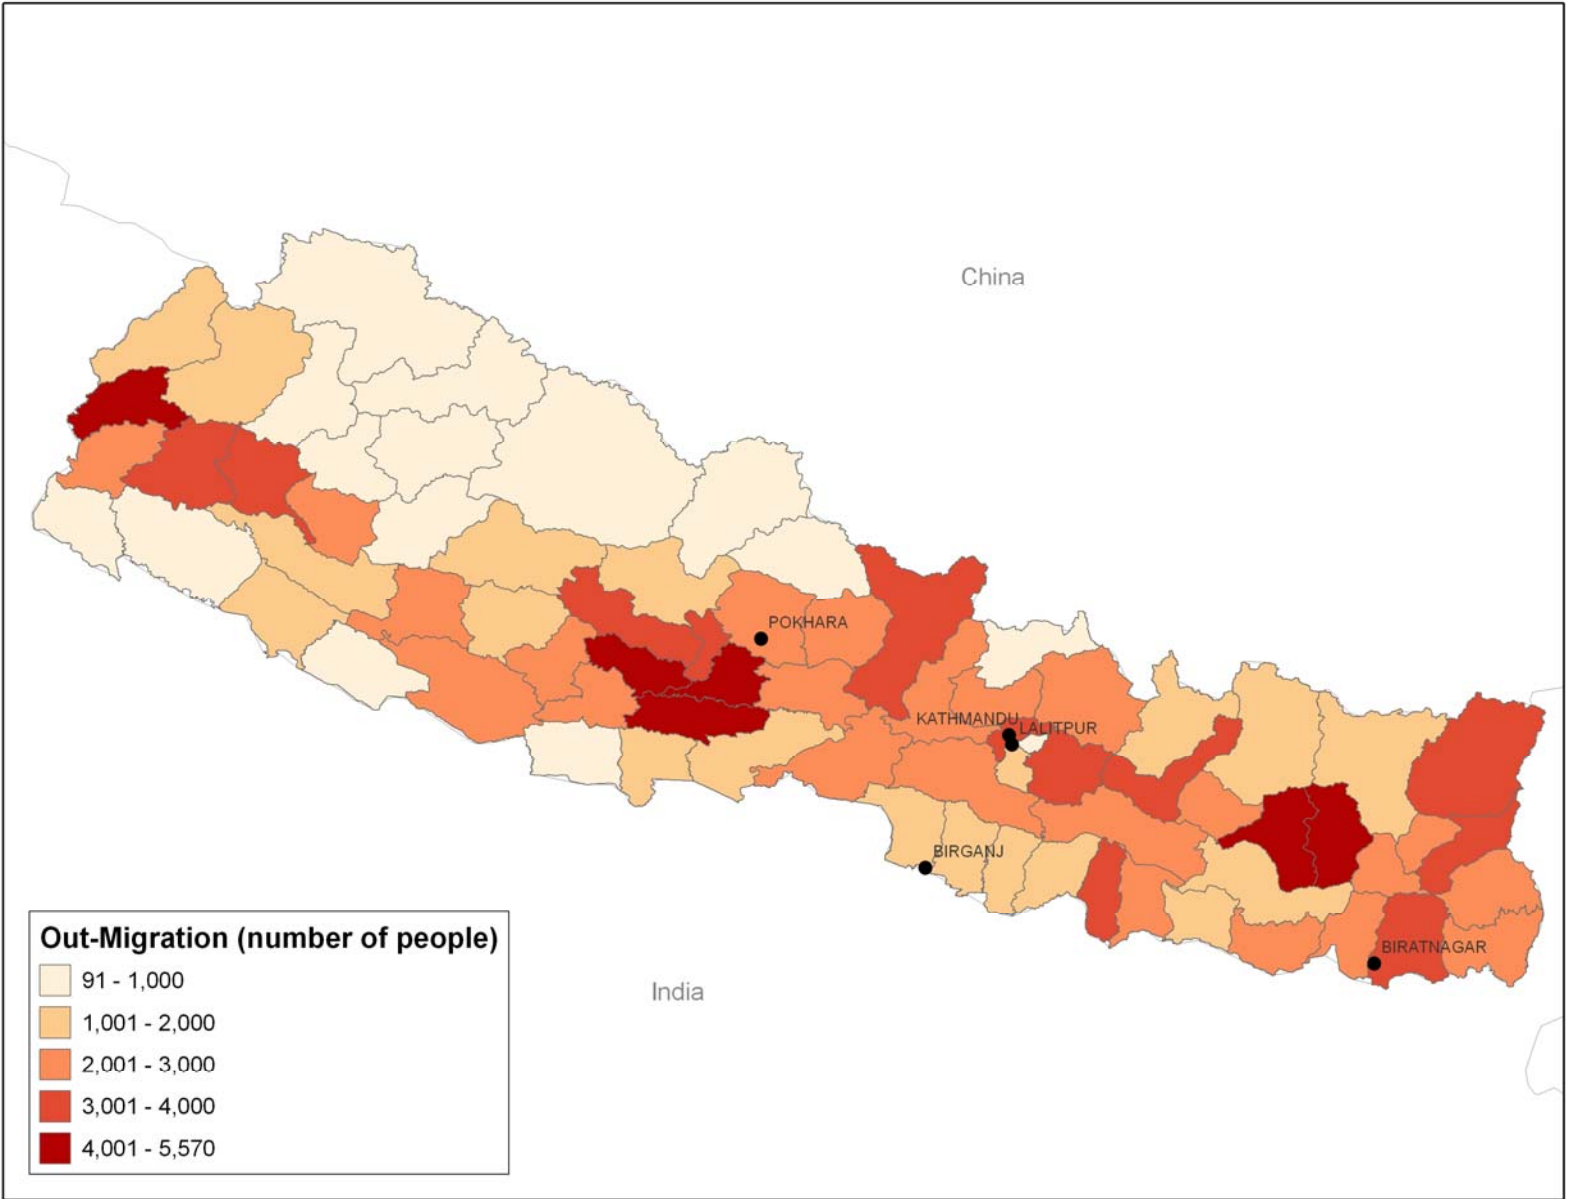 China
POKHARA
KATHMANDU
LALITPUR
BIRGANJ
BIRATNAGAR
India
Out-Migration (number of people)
91 - 1,000
1,001 - 2,000
2,001 - 3,000
3,001 - 4,000
4,001 - 5,570